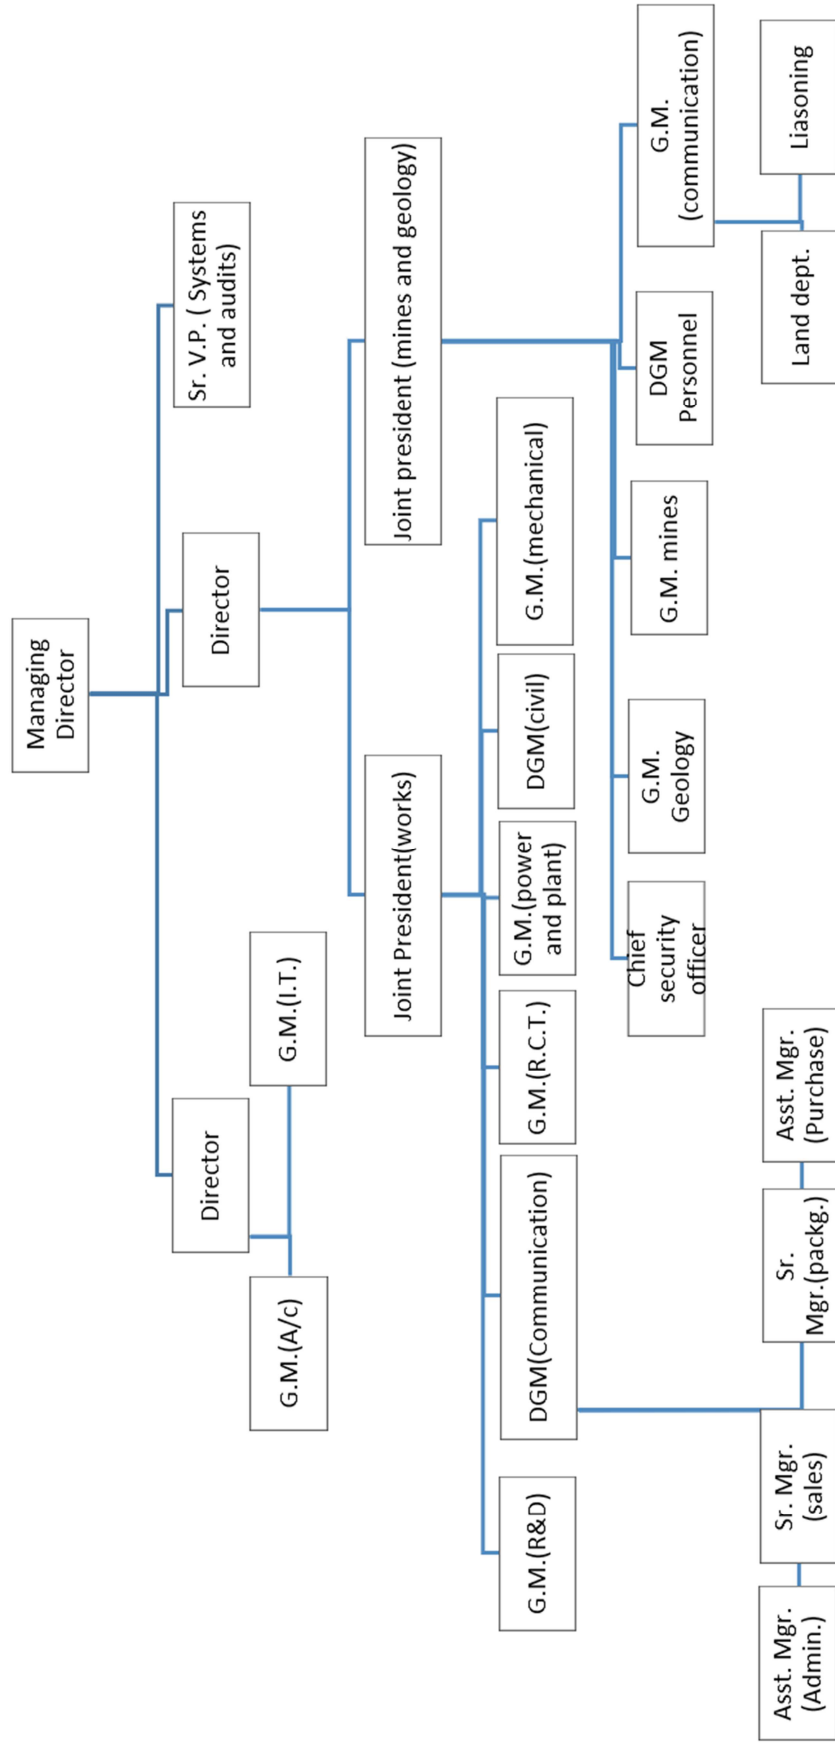 Managing
Director
Director
Director
Sr. V.P. ( Systems
and audits)
G.M.(A/c)
G.M.(I.T.)
Joint President(works)
Joint president (mines and geology)
G.M.(R&D)
DGM(Communication)
G.M.(R.C.T.)
G.M.(power
and plant)
DGM(civil)
G.M.(mechanical)
Chief
security
officer
G.M.
Geology
G.M. mines
DGM
Personnel
G.M.
(communication)
Asst. Mgr.
(Admin.)
Sr. Mgr.
(sales)
Sr.
Mgr.(packg.)
Asst. Mgr.
(Purchase)
Land dept.
Liasoning